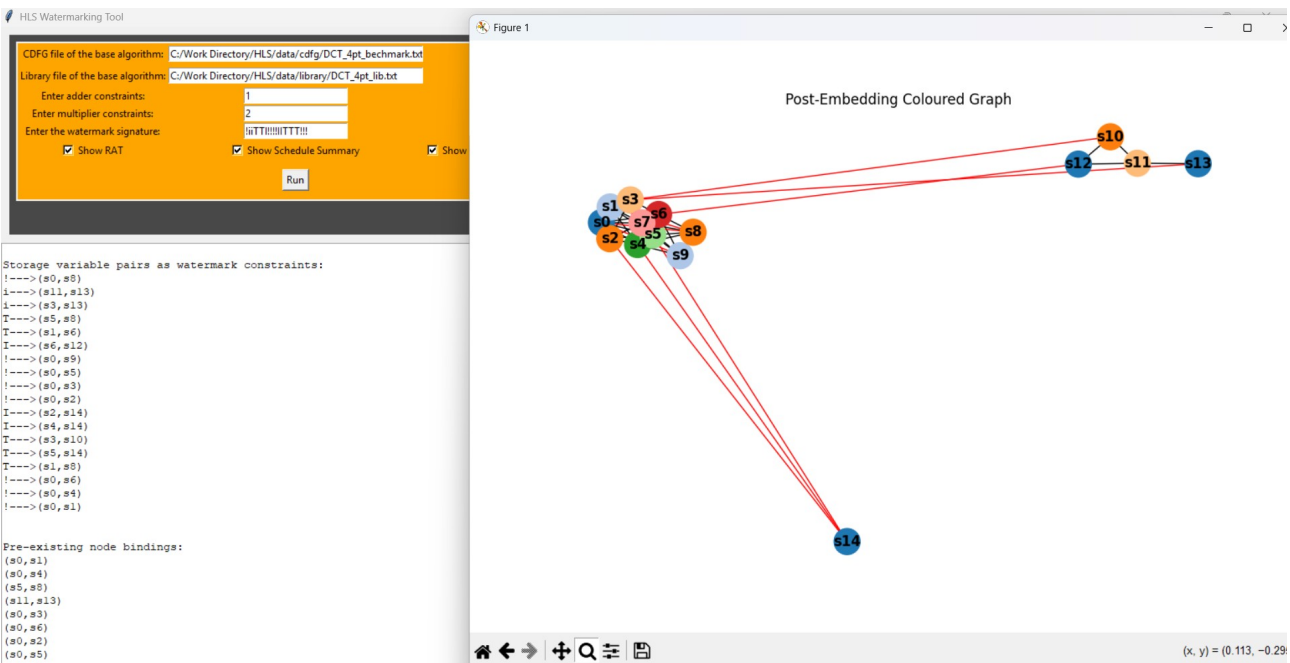 HLS Watermarking Tool
CDFG file of the base algorithm: C:/Work Directory/HLS/data/cdfg/DCT_4pt_bechmark.txt
Library file of the base algorithm: C:/Work Directory/HLS/data/library/DCT_4pt_lib.txt
Enter adder constraints: 1
Enter multiplier constraints: 2
Enter the watermark signature: !iiTTI!!!!IITTT!!!
Show RAT Show Schedule Summary Show
Run
Storage variable pairs as watermark constraints:
!--->(s0,s8)
i--->(s11,s13)
i--->(s3,s13)
T--->(s5,s8)
T--->(s1,s6)
I--->(s6,s12)
!--->(s0,s9)
!--->(s0,s5)
!--->(s0,s3)
!--->(s0,s2)
I--->(s2,s14)
I--->(s4,s14)
T--->(s3,s10)
T--->(s5,s14)
T--->(s1,s8)
!--->(s0,s6)
!--->(s0,s4)
!--->(s0,s1)
Pre-existing node bindings:
(s0,s1)
(s0,s4)
(s5,s8)
(s11,s13)
(s0,s3)
(s0,s6)
(s0,s2)
(s0,s5)
Figure 1
Post-Embedding Coloured Graph
s10
s12 s11 s13
s3
s1 s6
s0 s7 s8
s2 s5
s4
s9
s14
(x, y) = (0.113, -0.29